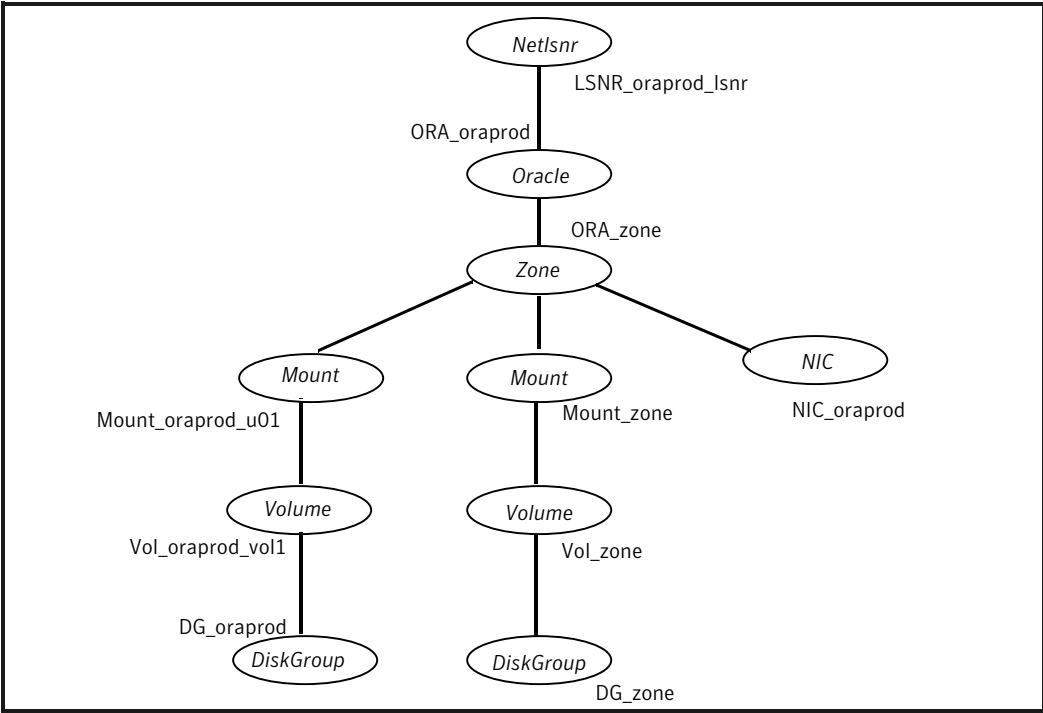 Netlsnr
LSNR_oraprod_lsnr
ORA_oraprod
Oracle
ORA_zone
Zone
Mount
Mount
NIC
Mount_oraprod_u01
Mount_zone
NIC_oraprod
Volume
Volume
Vol_oraprod_vol1
Vol_zone
DG_oraprod
DiskGroup
DiskGroup
DG_zone